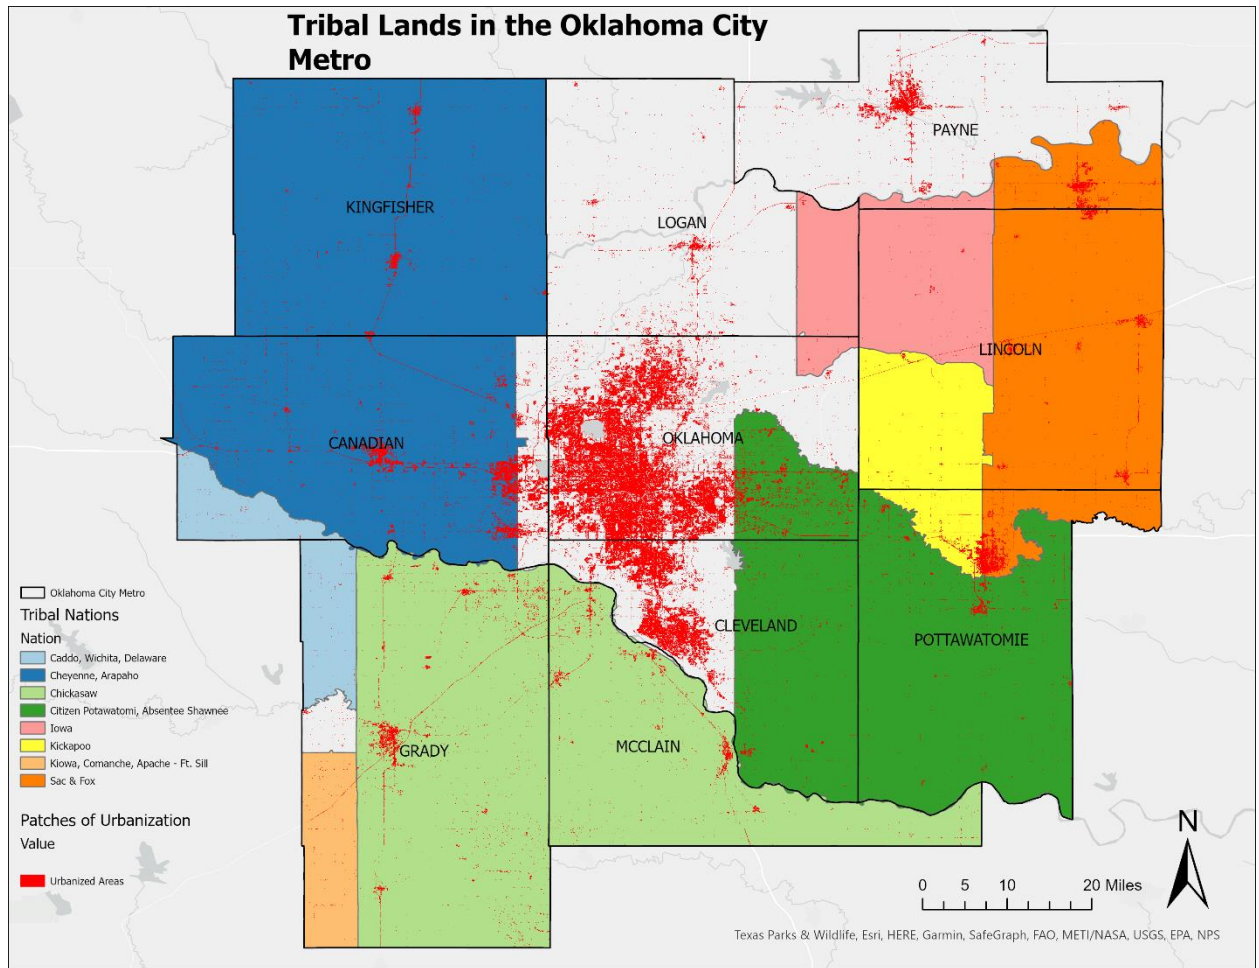 Tribal Lands in the Oklahoma City
Metro
PAYNE
KINGFISHER
LOGAN
LINCOLN
CANADIAN
OKLAHOMA
CLEVELAND
POTTAWATOMIE
GRADY
MCCLAIN
Oklahoma City Metro
Tribal Nations
Nation
Caddo, Wichita, Delaware
Cheyenne, Arapaho
Chickasaw
Citizen Potawatomi, Absentee Shawnee
Iowa
Kickapoo
Kiowa, Comanche, Apache - Ft. Sill
Sac & Fox
Patches of Urbanization
Value
Urbanized Areas
N
0 5 10 20 Miles
Texas Parks & Wildlife, Esri, HERE, Garmin, SafeGraph, FAO, METI/NASA, USGS, EPA, NPS